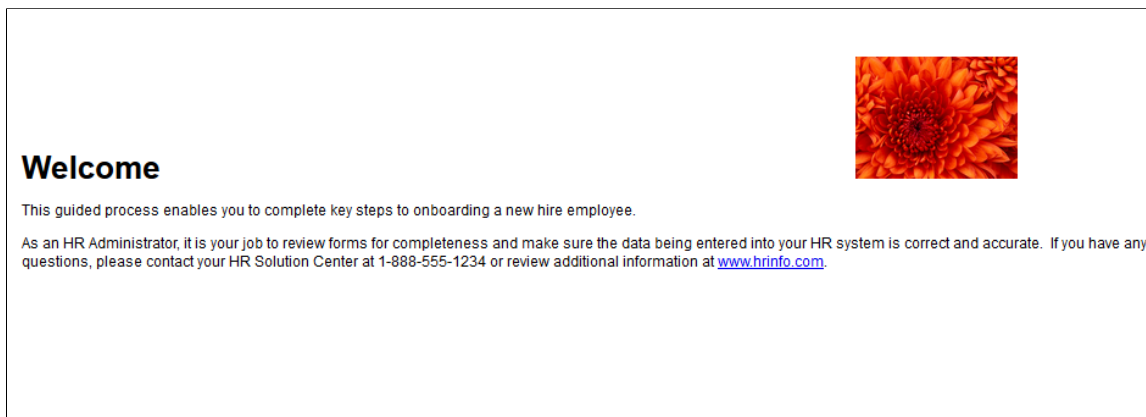 Welcome
This guided process enables you to complete key steps to onboarding a new hire employee.
As an HR Administrator, it is your job to review forms for completeness and make sure the data being entered into your HR system is correct and accurate.  If you have any
questions, please contact your HR Solution Center at 1-888-555-1234 or review additional information at www.hrinfo.com.